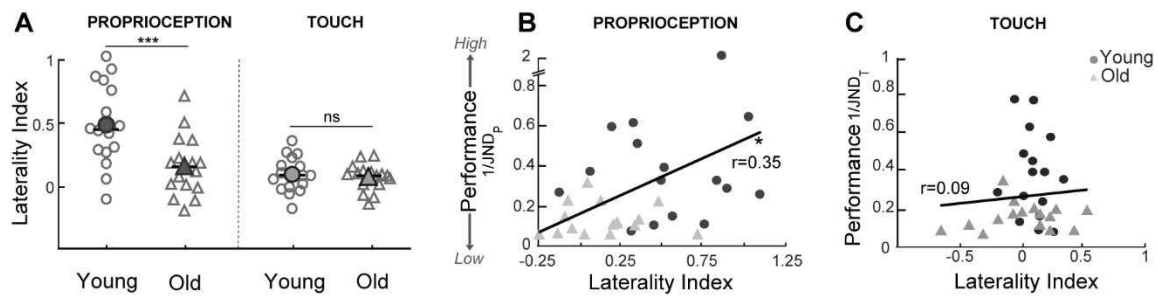 A
PROPRIOCEPTION TOUCH
***
ns
Laterality Index
1
0.5
0
Young Old Young Old
B
PROPRIOCEPTION
High
Performance
1/JND_P
Low
2
0.8
0.6
0.4
0.2
0
-0.25 0.25 0.75 1.25
*
r=0.35
Laterality Index
C
TOUCH
Young
Old
Performance 1/JND_T
1
0.8
0.6
0.4
0.2
0
r=0.09
-0.5 0 0.5 1
Laterality Index